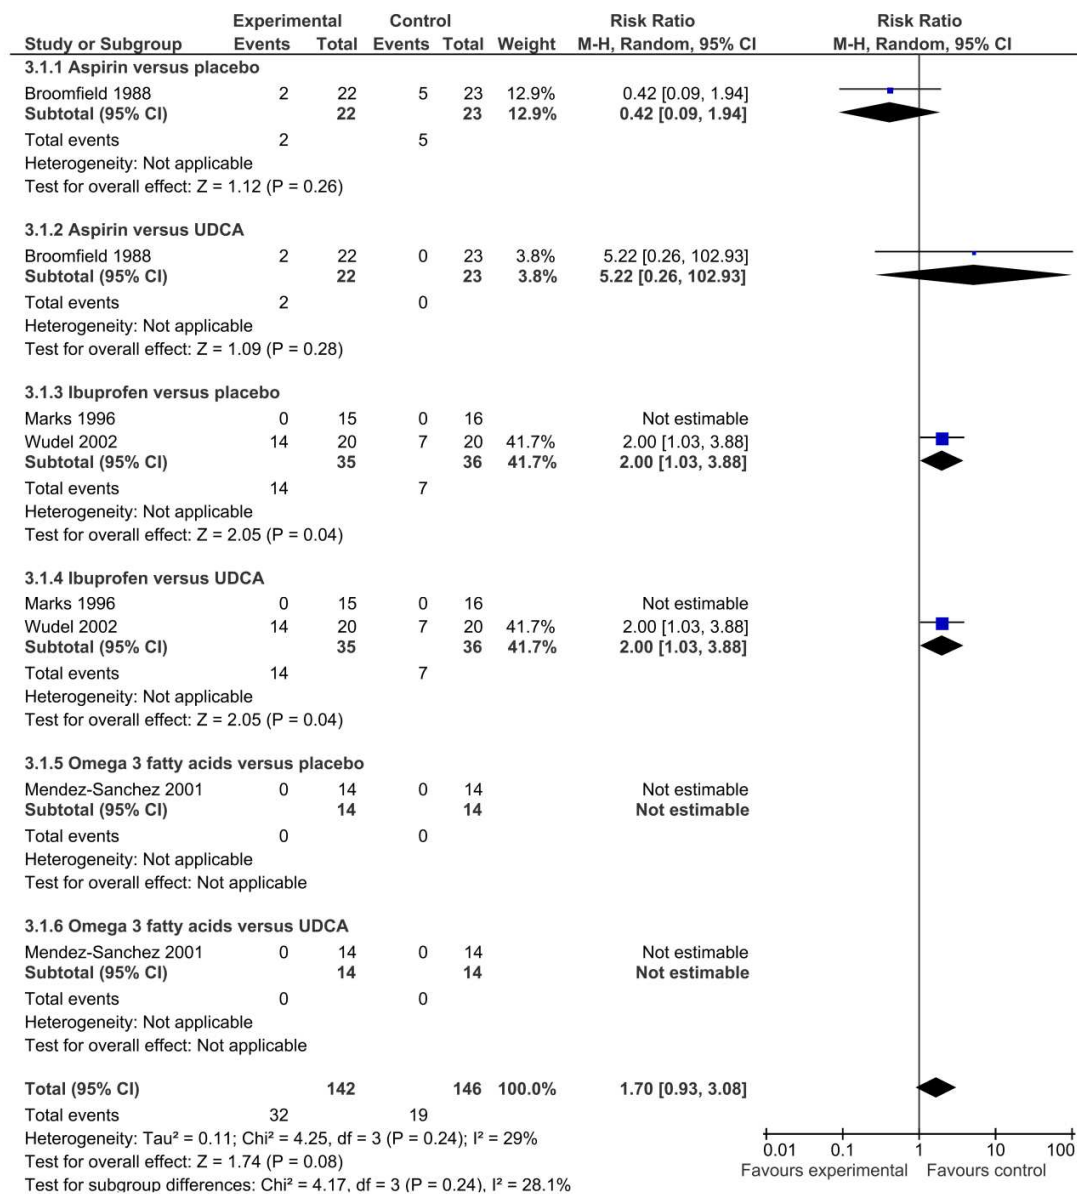 Experimental Control Risk Ratio Risk Ratio
Study or Subgroup Events Total Events Total Weight M-H, Random, 95% CI M-H, Random, 95% CI
3.1.1 Aspirin versus placebo
Broomfield 1988 2 22 5 23 12.9% 0.42 [0.09, 1.94]
Subtotal (95% CI) 22 23 12.9% 0.42 [0.09, 1.94]
Total events 2 5
Heterogeneity: Not applicable
Test for overall effect: Z = 1.12 (P = 0.26)
3.1.2 Aspirin versus UDCA
Broomfield 1988 2 22 0 23 3.8% 5.22 [0.26, 102.93]
Subtotal (95% CI) 22 23 3.8% 5.22 [0.26, 102.93]
Total events 2 0
Heterogeneity: Not applicable
Test for overall effect: Z = 1.09 (P = 0.28)
3.1.3 Ibuprofen versus placebo
Marks 1996 0 15 0 16 Not estimable
Wudel 2002 14 20 7 20 41.7% 2.00 [1.03, 3.88]
Subtotal (95% CI) 35 36 41.7% 2.00 [1.03, 3.88]
Total events 14 7
Heterogeneity: Not applicable
Test for overall effect: Z = 2.05 (P = 0.04)
3.1.4 Ibuprofen versus UDCA
Marks 1996 0 15 0 16 Not estimable
Wudel 2002 14 20 7 20 41.7% 2.00 [1.03, 3.88]
Subtotal (95% CI) 35 36 41.7% 2.00 [1.03, 3.88]
Total events 14 7
Heterogeneity: Not applicable
Test for overall effect: Z = 2.05 (P = 0.04)
3.1.5 Omega 3 fatty acids versus placebo
Mendez-Sanchez 2001 0 14 0 14 Not estimable
Subtotal (95% CI) 14 14 Not estimable
Total events 0 0
Heterogeneity: Not applicable
Test for overall effect: Not applicable
3.1.6 Omega 3 fatty acids versus UDCA
Mendez-Sanchez 2001 0 14 0 14 Not estimable
Subtotal (95% CI) 14 14 Not estimable
Total events 0 0
Heterogeneity: Not applicable
Test for overall effect: Not applicable
Total (95% CI) 142 146 100.0% 1.70 [0.93, 3.08]
Total events 32 19
Heterogeneity: Tau² = 0.11; Chi² = 4.25, df = 3 (P = 0.24); I² = 29%
Test for overall effect: Z = 1.74 (P = 0.08)
Test for subgroup differences: Chi² = 4.17, df = 3 (P = 0.24), I² = 28.1%
0.01 0.1 1 10 100
Favours experimental Favours control